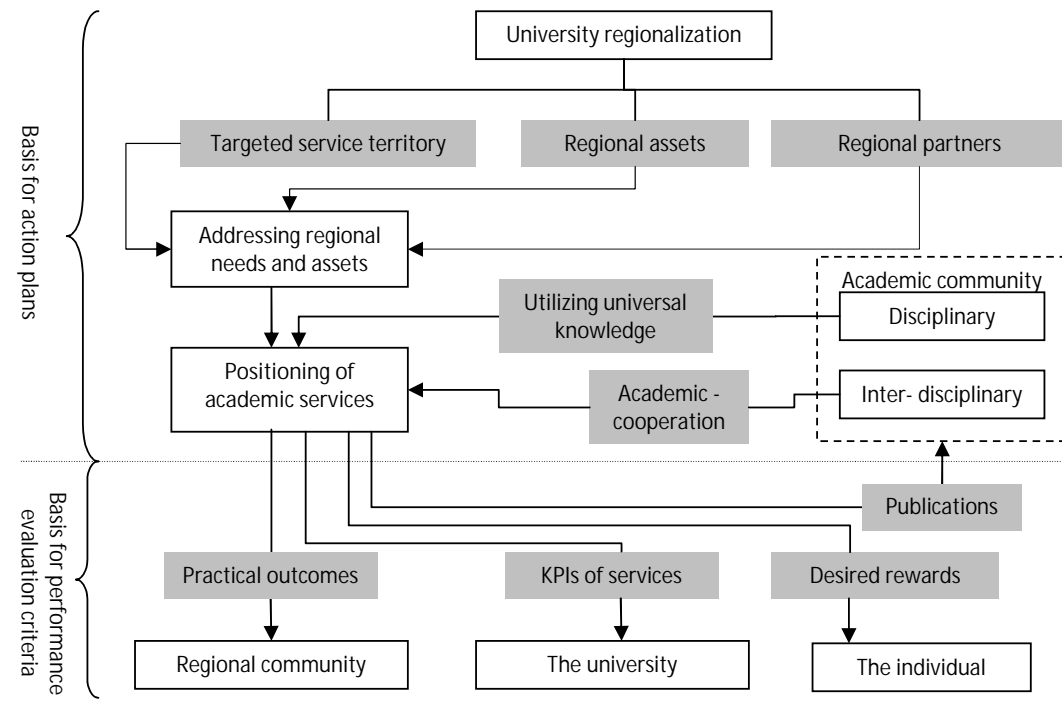 University regionalization
Targeted service territory
Regional assets
Regional partners
Basis for action plans
Addressing regional
needs and assets
Academic community
Utilizing universal
knowledge
Disciplinary
Positioning of
academic services
Academic -
cooperation
Inter- disciplinary
Basis for performance
evaluation criteria
Publications
Practical outcomes
KPIs of services
Desired rewards
Regional community
The university
The individual